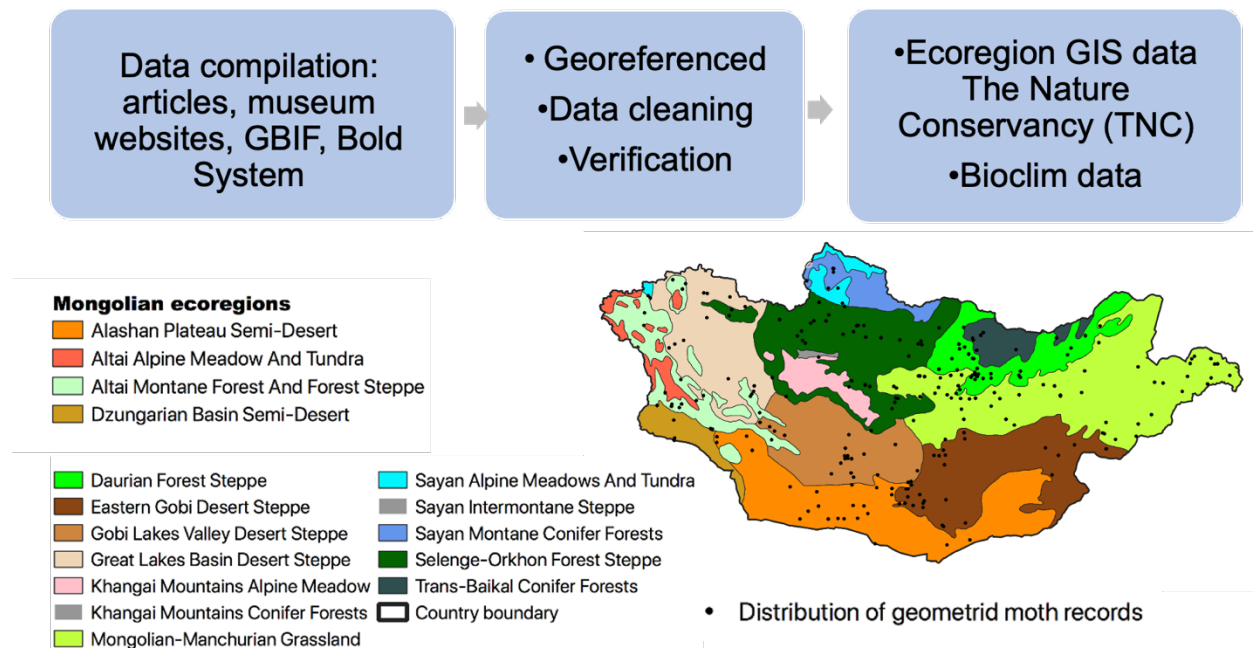 Data compilation:
articles, museum
websites, GBIF, Bold
System
• Georeferenced
•Data cleaning
•Verification
•Ecoregion GIS data
The Nature
Conservancy (TNC)
•Bioclim data
Mongolian ecoregions
Alashan Plateau Semi-Desert
Altai Alpine Meadow And Tundra
Altai Montane Forest And Forest Steppe
Dzungarian Basin Semi-Desert
Daurian Forest Steppe
Eastern Gobi Desert Steppe
Gobi Lakes Valley Desert Steppe
Great Lakes Basin Desert Steppe
Khangai Mountains Alpine Meadow
Khangai Mountains Conifer Forests
Mongolian-Manchurian Grassland
Sayan Alpine Meadows And Tundra
Sayan Intermontane Steppe
Sayan Montane Conifer Forests
Selenge-Orkhon Forest Steppe
Trans-Baikal Conifer Forests
Country boundary
• Distribution of geometrid moth records